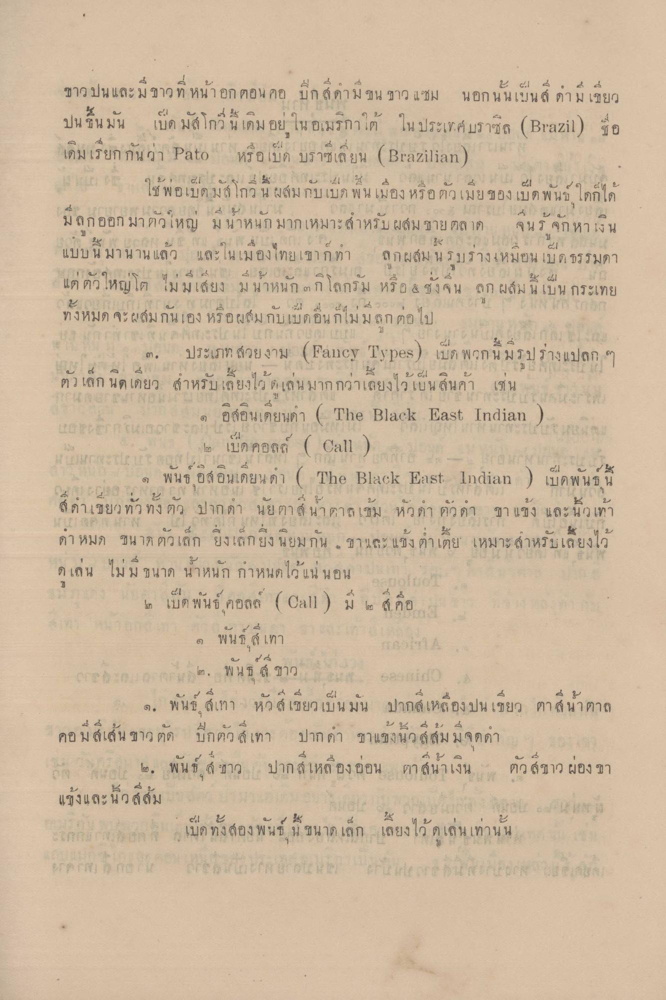 ขาวปนและมีขาวที่หน้าอกตอนคอ ปีกสีดำมีขนขาวแซม นอกนั้นเป็นสีดำมีเขียว
ปนขึ้นมัน เป็ดมัสโกวีนี้เดิมอยู่ในอเมริกาใต้ ในประเทศบราซิล (Brazil) ชื่อ
เดิมเรียกกันว่า Pato หรือเป็ดบราซีเลี่ยน (Brazilian)
ใช้พ่อเป็ดมัสโกวีนี้ผสมกับเป็ดพื้นเมืองหรือตัวเมียของเป็ดพันธุ์ใดก็ได้
มีลูกออกมาตัวใหญ่ มีน้ำหนักมากเหมาะสำหรับผสมขายตลาด จีนรู้จักหาเงิน
แบบนี้มานานแล้ว และในเมืองไทยเขาก็ทำ ลูกผสมนี้รูปร่างเหมือนเป็ดธรรมดา
แต่ตัวใหญ่โต ไม่มีเสียง มีน้ำหนัก ๓ กิโลกรัม หรือ ๕ ชั่งจีน ลูกผสมนี้เป็นกระเทย
ทั้งหมดจะผสมกันเองหรือผสมกับเป็ดอื่นก็ไม่มีลูกต่อไป
๓. ประเภทสวยงาม (Fancy Types) เป็ดพวกนี้มีรูปร่างแปลก ๆ
ตัวเล็กนิดเดียว สำหรับเลี้ยงไว้ดูเล่นมากกว่าเลี้ยงไว้เป็นสินค้า เช่น
๑ อิสอินเดียนดำ ( The Black East Indian )
๒ เป็ดคอลล์ ( Call )
๑ พันธุ์อิสอินเดียนดำ ( The Black East Indian ) เป็ดพันธุ์นี้
สีดำเขียวทั่วทั้งตัว ปากดำ นัยตาสีน้ำตาลเข้ม หัวดำ ตัวดำ ขาแข้ง และนิ้วเท้า
ดำหมด ขนาดตัวเล็ก ยิ่งเล็กยิ่งนิยมกัน . ขาและแข้งต่ำเตี้ย เหมาะสำหรับเลี้ยงไว้
ดูเล่น ไม่มีขนาด น้ำหนัก กำหนดไว้แน่นอน
๒ เป็ดพันธุ์คอลล์ (Call) มี ๒ สีคือ
๑ พันธุ์สีเทา
๒. พันธุ์สีขาว
๑. พันธุ์สีเทา หัวสีเขียวเป็นมัน ปากสีเหลืองปนเขียว ตาสีน้ำตาล
คอมีสีเส้นขาวตัด ปีกตัวสีเทา ปากดำ ขาแข้งนิ้วสีส้มมีจุดดำ
๒. พันธุ์สีขาว ปากสีเหลืองอ่อน ตาสีน้ำเงิน ตัวสีขาวผ่องขา
แข้งและนิ้วสีส้ม
เป็ดทั้งสองพันธุ์นี้ขนาดเล็ก เลี้ยงไว้ดูเล่นเท่านั้น